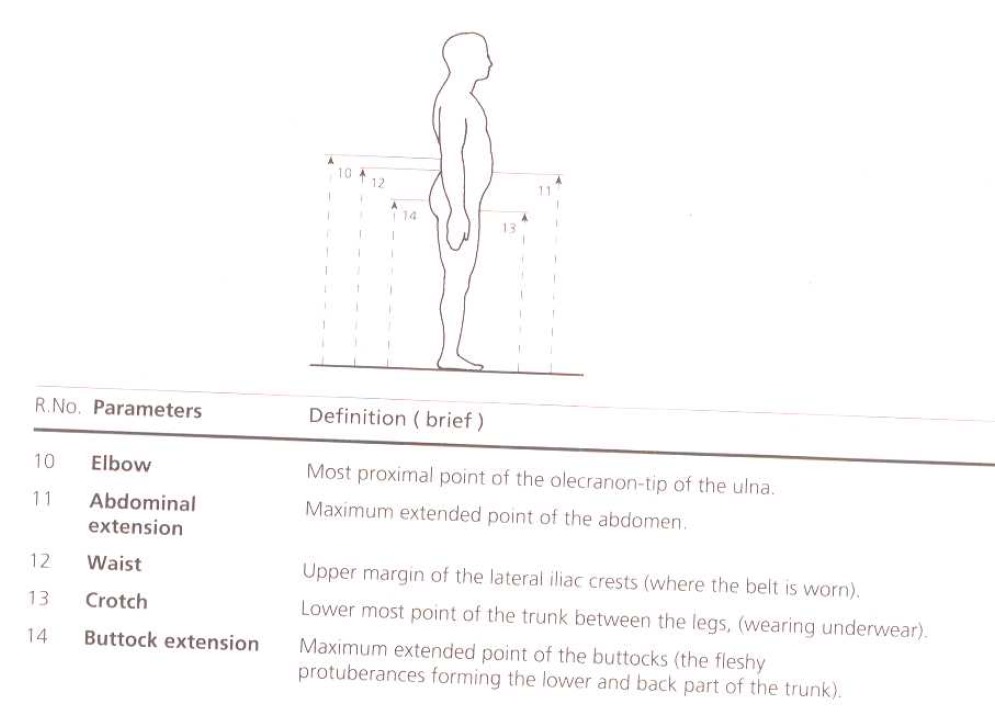 10
12
11
14
13
R.No. Parameters Definition ( brief )
10 Elbow Most proximal point of the olecranon-tip of the ulna.
11 Abdominal Maximum extended point of the abdomen.
extension
12 Waist Upper margin of the lateral iliac crests (where the belt is worn).
13 Crotch Lower most point of the trunk between the legs, (wearing underwear).
14 Buttock extension Maximum extended point of the buttocks (the fleshy
protuberances forming the lower and back part of the trunk).